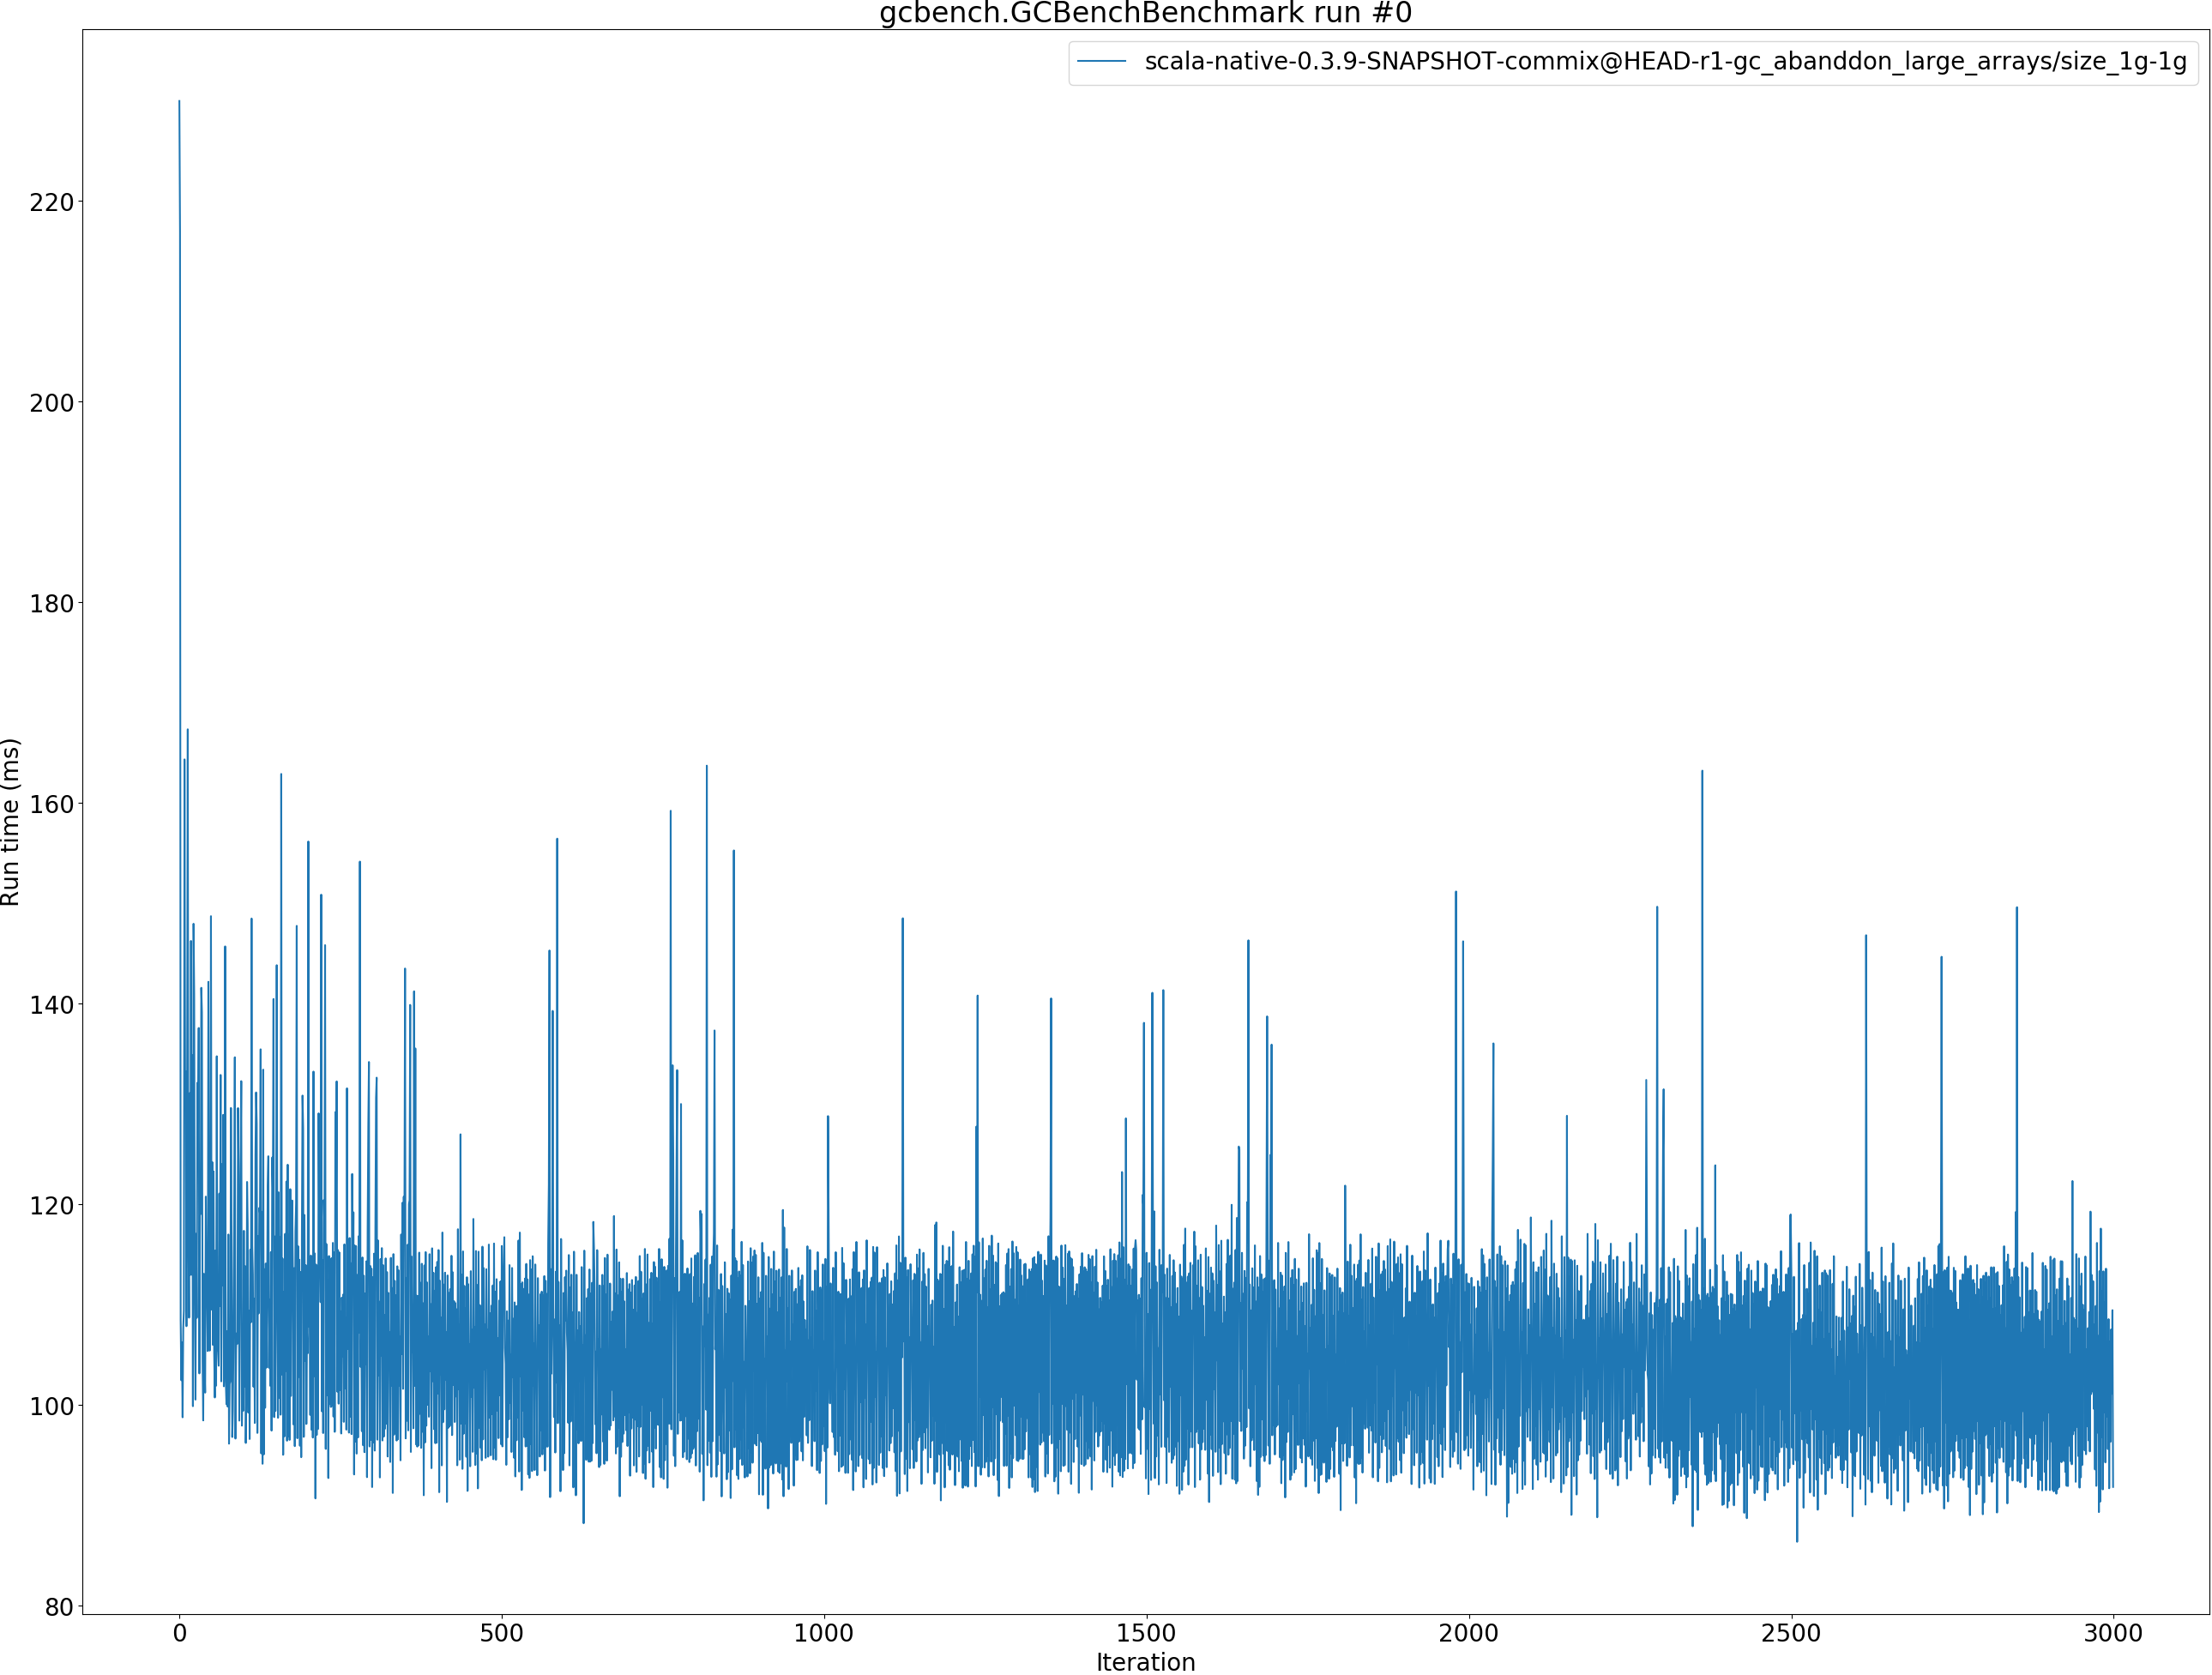 gcbench.GCBenchBenchmark run #0
scala-native-0.3.9-SNAPSHOT-commix@HEAD-r1-gc_abanddon_large_arrays/size_1g-1g
Run time (ms)
220
200
180
160
140
120
100
80
0 500 1000 1500 2000 2500 3000
Iteration